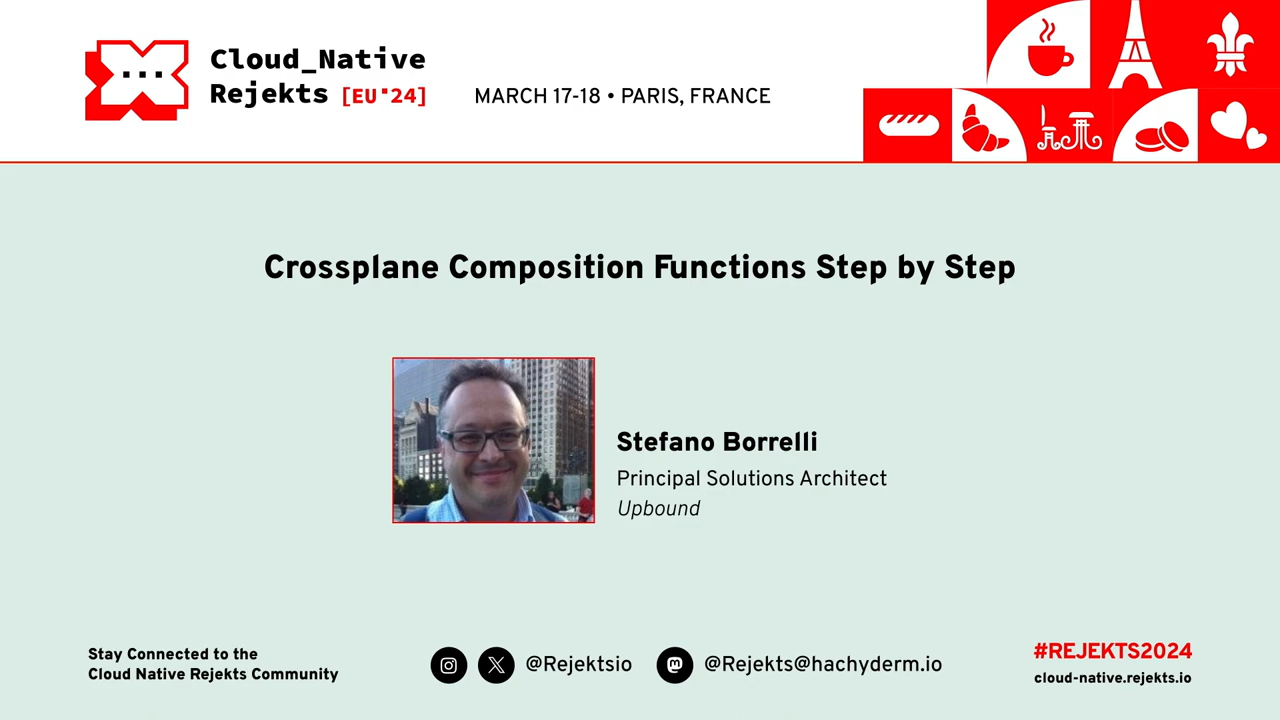 Cloud_Native
Rejekts [EU'24]
MARCH 17-18 • PARIS, FRANCE
Crossplane Composition Functions Step by Step
Stefano Borrelli
Principal Solutions Architect
Upbound
Stay Connected to the
Cloud Native Rejekts Community
@Rejektsio
@Rejekts@hachyderm.io
#REJEKTS2024
cloud-native.rejekts.io